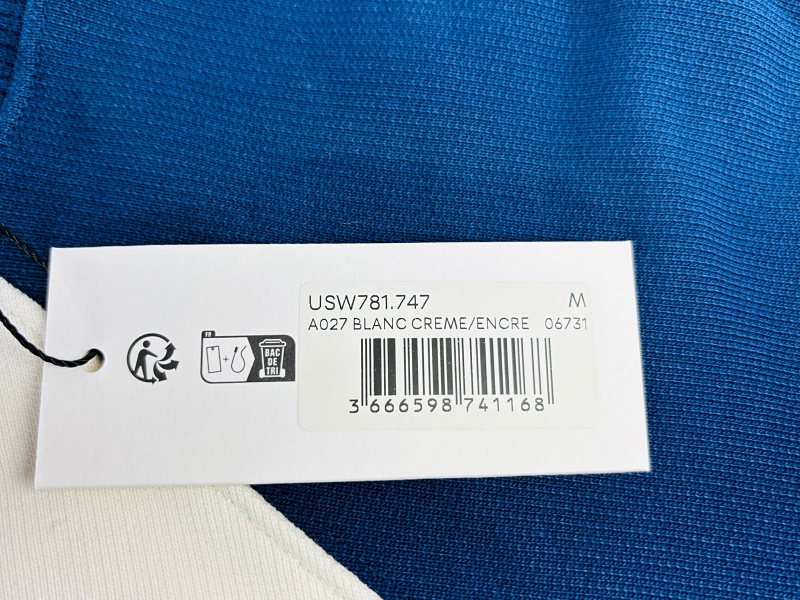 USW781.747 M
A027 BLANC CREME/ENCRE 06731
FR
BAC
DE
TRI
+
3 666598 741168